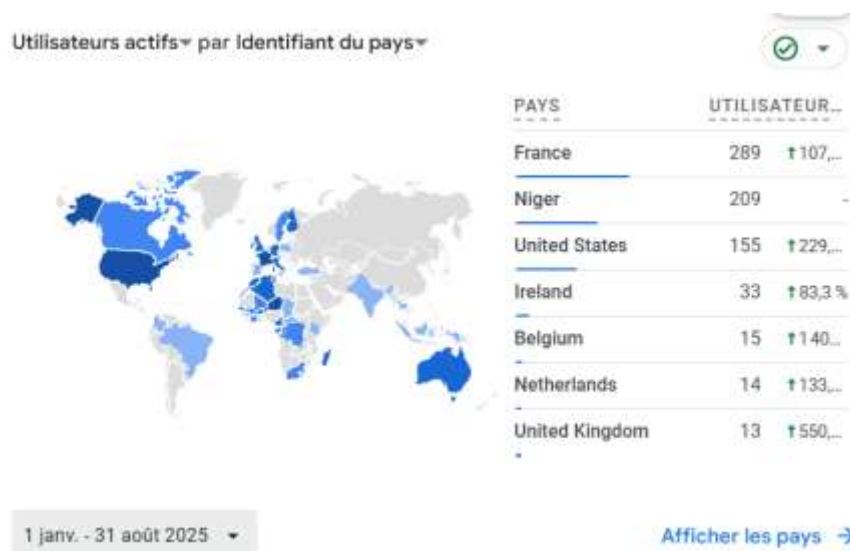 Utilisateurs actifs par Identifiant du pays
PAYS UTILISATEUR...
France 289 ↑107,...
Niger 209 -
United States 155 ↑229,...
Ireland 33 ↑83,3 %
Belgium 15 ↑140...
Netherlands 14 ↑133,...
United Kingdom 13 ↑550,...
1 janv. - 31 août 2025
Afficher les pays →